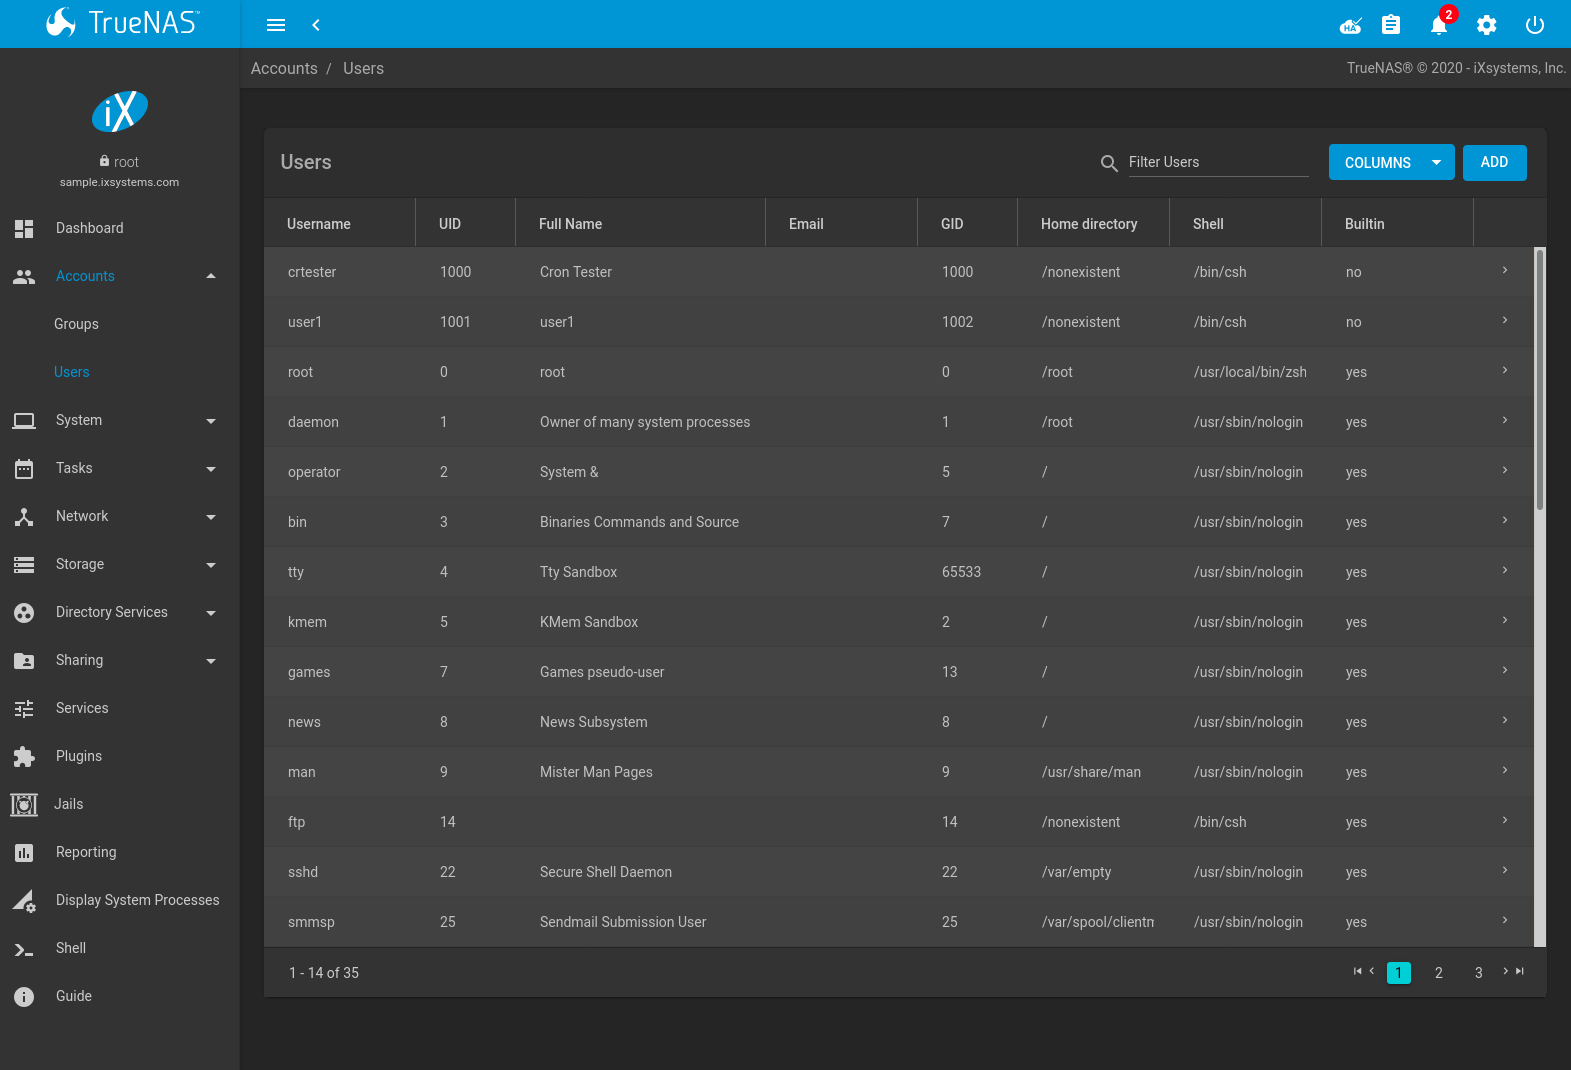 TrueNAS™
HA
2
Accounts / Users
TrueNAS® © 2020 - iXsystems, Inc.
iX
root
sample.ixsystems.com
Dashboard
Accounts
Groups
Users
System
Tasks
Network
Storage
Directory Services
Sharing
Services
Plugins
Jails
Reporting
Display System Processes
Shell
Guide
Users
Filter Users
COLUMNS
ADD
Username UID Full Name Email GID Home directory Shell Builtin
crtester 1000 Cron Tester 1000 /nonexistent /bin/csh no
user1 1001 user1 1002 /nonexistent /bin/csh no
root 0 root 0 /root /usr/local/bin/zsh yes
daemon 1 Owner of many system processes 1 /root /usr/sbin/nologin yes
operator 2 System & 5 / /usr/sbin/nologin yes
bin 3 Binaries Commands and Source 7 / /usr/sbin/nologin yes
tty 4 Tty Sandbox 65533 / /usr/sbin/nologin yes
kmem 5 KMem Sandbox 2 / /usr/sbin/nologin yes
games 7 Games pseudo-user 13 / /usr/sbin/nologin yes
news 8 News Subsystem 8 / /usr/sbin/nologin yes
man 9 Mister Man Pages 9 /usr/share/man /usr/sbin/nologin yes
ftp 14 14 /nonexistent /bin/csh yes
sshd 22 Secure Shell Daemon 22 /var/empty /usr/sbin/nologin yes
smmsp 25 Sendmail Submission User 25 /var/spool/clientm /usr/sbin/nologin yes
1 - 14 of 35
1 2 3